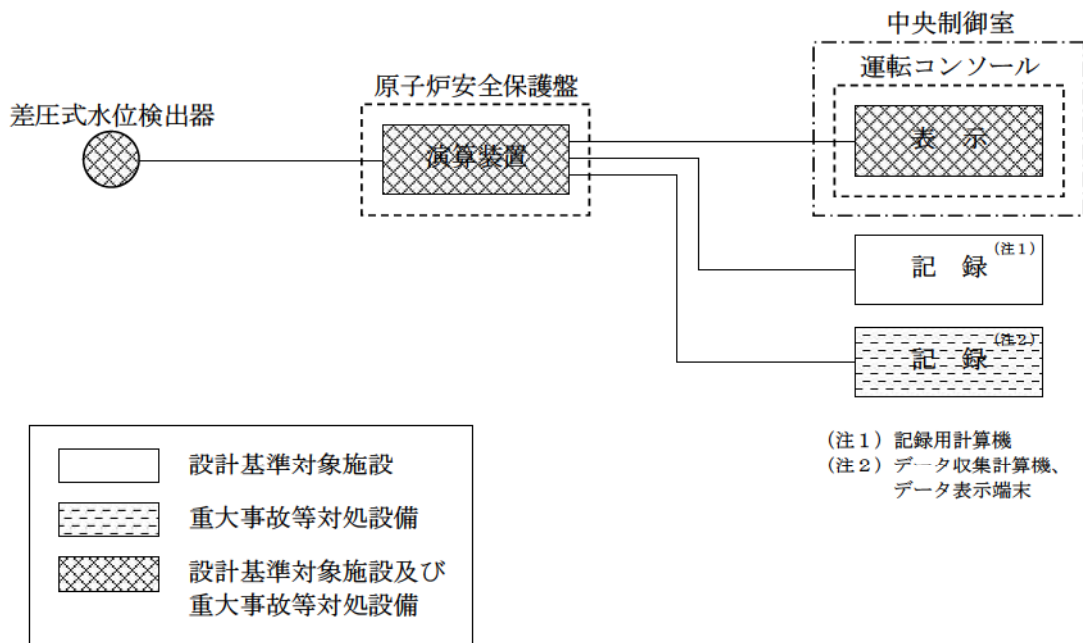 中央制御室
運転コンソール
原子炉安全保護盤
差圧式水位検出器
演算装置
表 示
記 録(注1)
記 録(注2)
(注1)記録用計算機
(注2)データ収集計算機、
データ表示端末
設計基準対象施設
重大事故等対処設備
設計基準対象施設及び
重大事故等対処設備